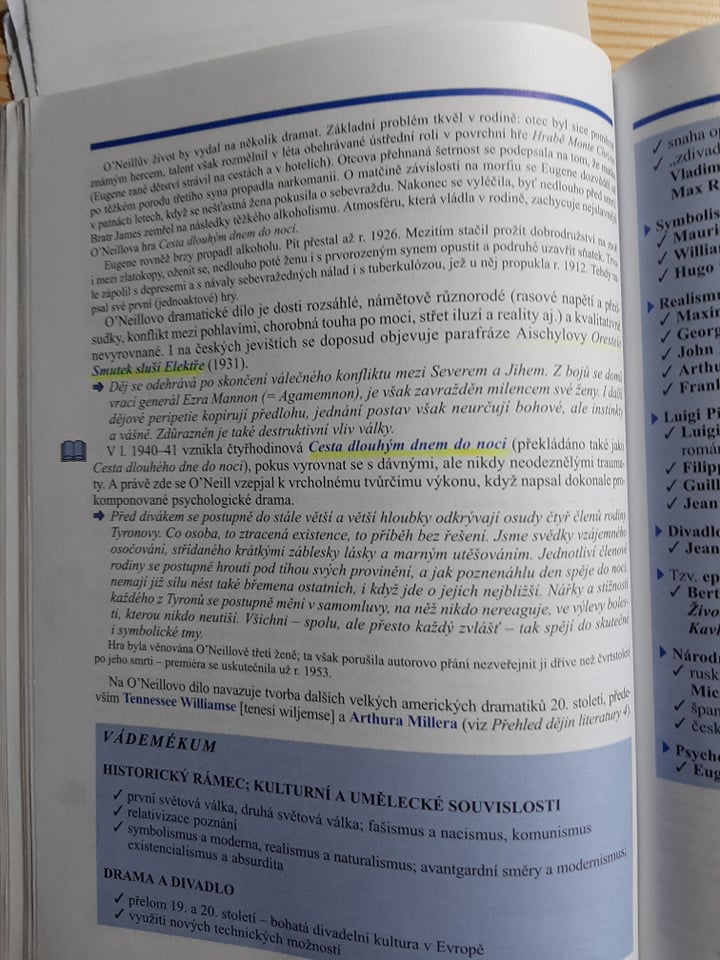 O'Neillův život by vydal na několik dramat. Základní problém tkvěl v rodině: otec byl sice
známým hercem, talent však rozmělnil v léta obehrávané ústřední roli v povrchní hře Hrabě Monte
(Eugene rané dětství strávil na cestách a v hotelích). Otcova přehnaná šetrnost se podepsala na tom, že
po těžkém porodu třetího syna propadla narkomanii. O matčině závislosti na morfiu se Eugene dozvěděl
v patnácti letech, když se nešťastná žena pokusila o sebevraždu. Nakonec se vyléčila, byť nedlouho před
Bratr James zemřel na následky těžkého alkoholismu. Atmosféru, která vládla v rodině, zachycuje nejslavnější
O'Neillova hra Cesta dlouhým dnem do noci.
Eugene rovněž brzy propadl alkoholu. Pít přestal až r. 1926. Mezitím stačil prožít dobrodružství na
i mezi zlatokopy, oženit se, nedlouho poté ženu i s prvorozeným synem opustit a podruhé uzavřít sňatek.
le zápolil s depresemi a s návaly sebevražedných nálad i s tuberkulózou, jež u něj propukla r. 1912. Tehdy
psal své první (jednoaktové) hry.
O'Neillovo dramatické dílo je dosti rozsáhlé, námětově různorodé (rasové napětí a před-
sudky, konflikt mezi pohlavími, chorobná touha po moci, střet iluzí a reality aj.) a kvalitativně
nevyrovnané. I na českých jevištích se doposud objevuje parafráze Aischylovy Oresteie
Smutek sluší Elektře (1931).
➔ Děj se odehrává po skončení válečného konfliktu mezi Severem a Jihem. Z bojů se domů
vrací generál Ezra Mannon (= Agamemnon), je však zavražděn milencem své ženy. I další
dějové peripetie kopírují předlohu, jednání postav však neurčují bohové, ale instinkty
a vášně. Zdůrazněn je také destruktivní vliv války.
V l. 1940–41 vznikla čtyřhodinová Cesta dlouhým dnem do noci (překládáno také jako
Cesta dlouhého dne do noci), pokus vyrovnat se s dávnými, ale nikdy neodeznělými trauma-
ty. A právě zde se O'Neill vzepjal k vrcholnému tvůrčímu výkonu, když napsal dokonale pro-
komponované psychologické drama.
➔ Před divákem se postupně do stále větší a větší hloubky odkrývají osudy čtyř členů rodiny
Tyronovy. Co osoba, to ztracená existence, to příběh bez řešení. Jsme svědky vzájemného
osočování, střídaného krátkými záblesky lásky a marným utěšováním. Jednotliví členové
rodiny se postupně hroutí pod tíhou svých provinění, a jak poznenáhlu den spěje do noci,
nemají již sílu nést také břemena ostatních, i když jde o jejich nejbližší. Nářky a stížnosti
každého z Tyronů se postupně mění v samomluvy, na něž nikdo nereaguje, ve výlevy boles-
ti, kterou nikdo neutiší. Všichni – spolu, ale přesto každý zvlášť – tak spějí do skutečné
i symbolické tmy.
Hra byla věnována O'Neillově třetí ženě; ta však porušila autorovo přání nezveřejnit ji dříve než čtvrtstoletí
po jeho smrti – premiéra se uskutečnila už r. 1953.
Na O'Neillovo dílo navazuje tvorba dalších velkých amerických dramatiků 20. století, přede-
vším Tennessee Williamse [tenesí wiljemse] a Arthura Millera (viz Přehled dějin literatury 4).
VÁDEMÉKUM
HISTORICKÝ RÁMEC; KULTURNÍ A UMĚLECKÉ SOUVISLOSTI
✓ první světová válka, druhá světová válka; fašismus a nacismus, komunismus
✓ relativizace poznání
✓ symbolismus a moderna, realismus a naturalismus; avantgardní směry a modernismus;
existencialismus a absurdita
DRAMA A DIVADLO
✓ přelom 19. a 20. století – bohatá divadelní kultura v Evropě
✓ využití nových technických možností
✓ snaha o
✓ „zdivad
Vladim
Max R
Symbolis
✓ Mauri
✓ Willia
✓ Hugo
Realismu
✓ Maxim
✓ Georg
✓ John
✓ Arthu
✓ Frank
Luigi Pi
✓ Luigi
román
✓ Filipp
✓ Guill
✓ Jean
Divadlo
✓ Jean
Tzv. ep
✓ Bert
Živo
Kavk
Národn
✓ rusk
Mic
✓ špan
✓ česk
Psycho
✓ Eug